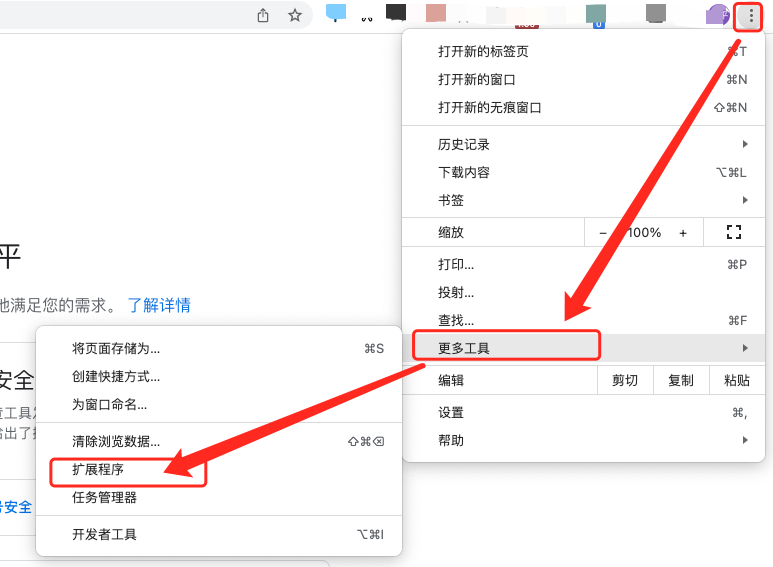 打开新的标签页 ⌘T
打开新的窗口 ⌘N
打开新的无痕窗口 ⇧⌘N
历史记录
下载内容 ⌥⌘L
书签
缩放 − 100% +
打印... ⌘P
投射...
查找... ⌘F
更多工具
编辑 剪切 复制 粘贴
设置 ⌘,
帮助
平
满足您的需求。 了解详情
安全
工具
给出了
安全
将页面存储为... ⌘S
创建快捷方式...
为窗口命名...
清除浏览数据... ⇧⌘⌫
扩展程序
任务管理器
开发者工具 ⌥⌘I